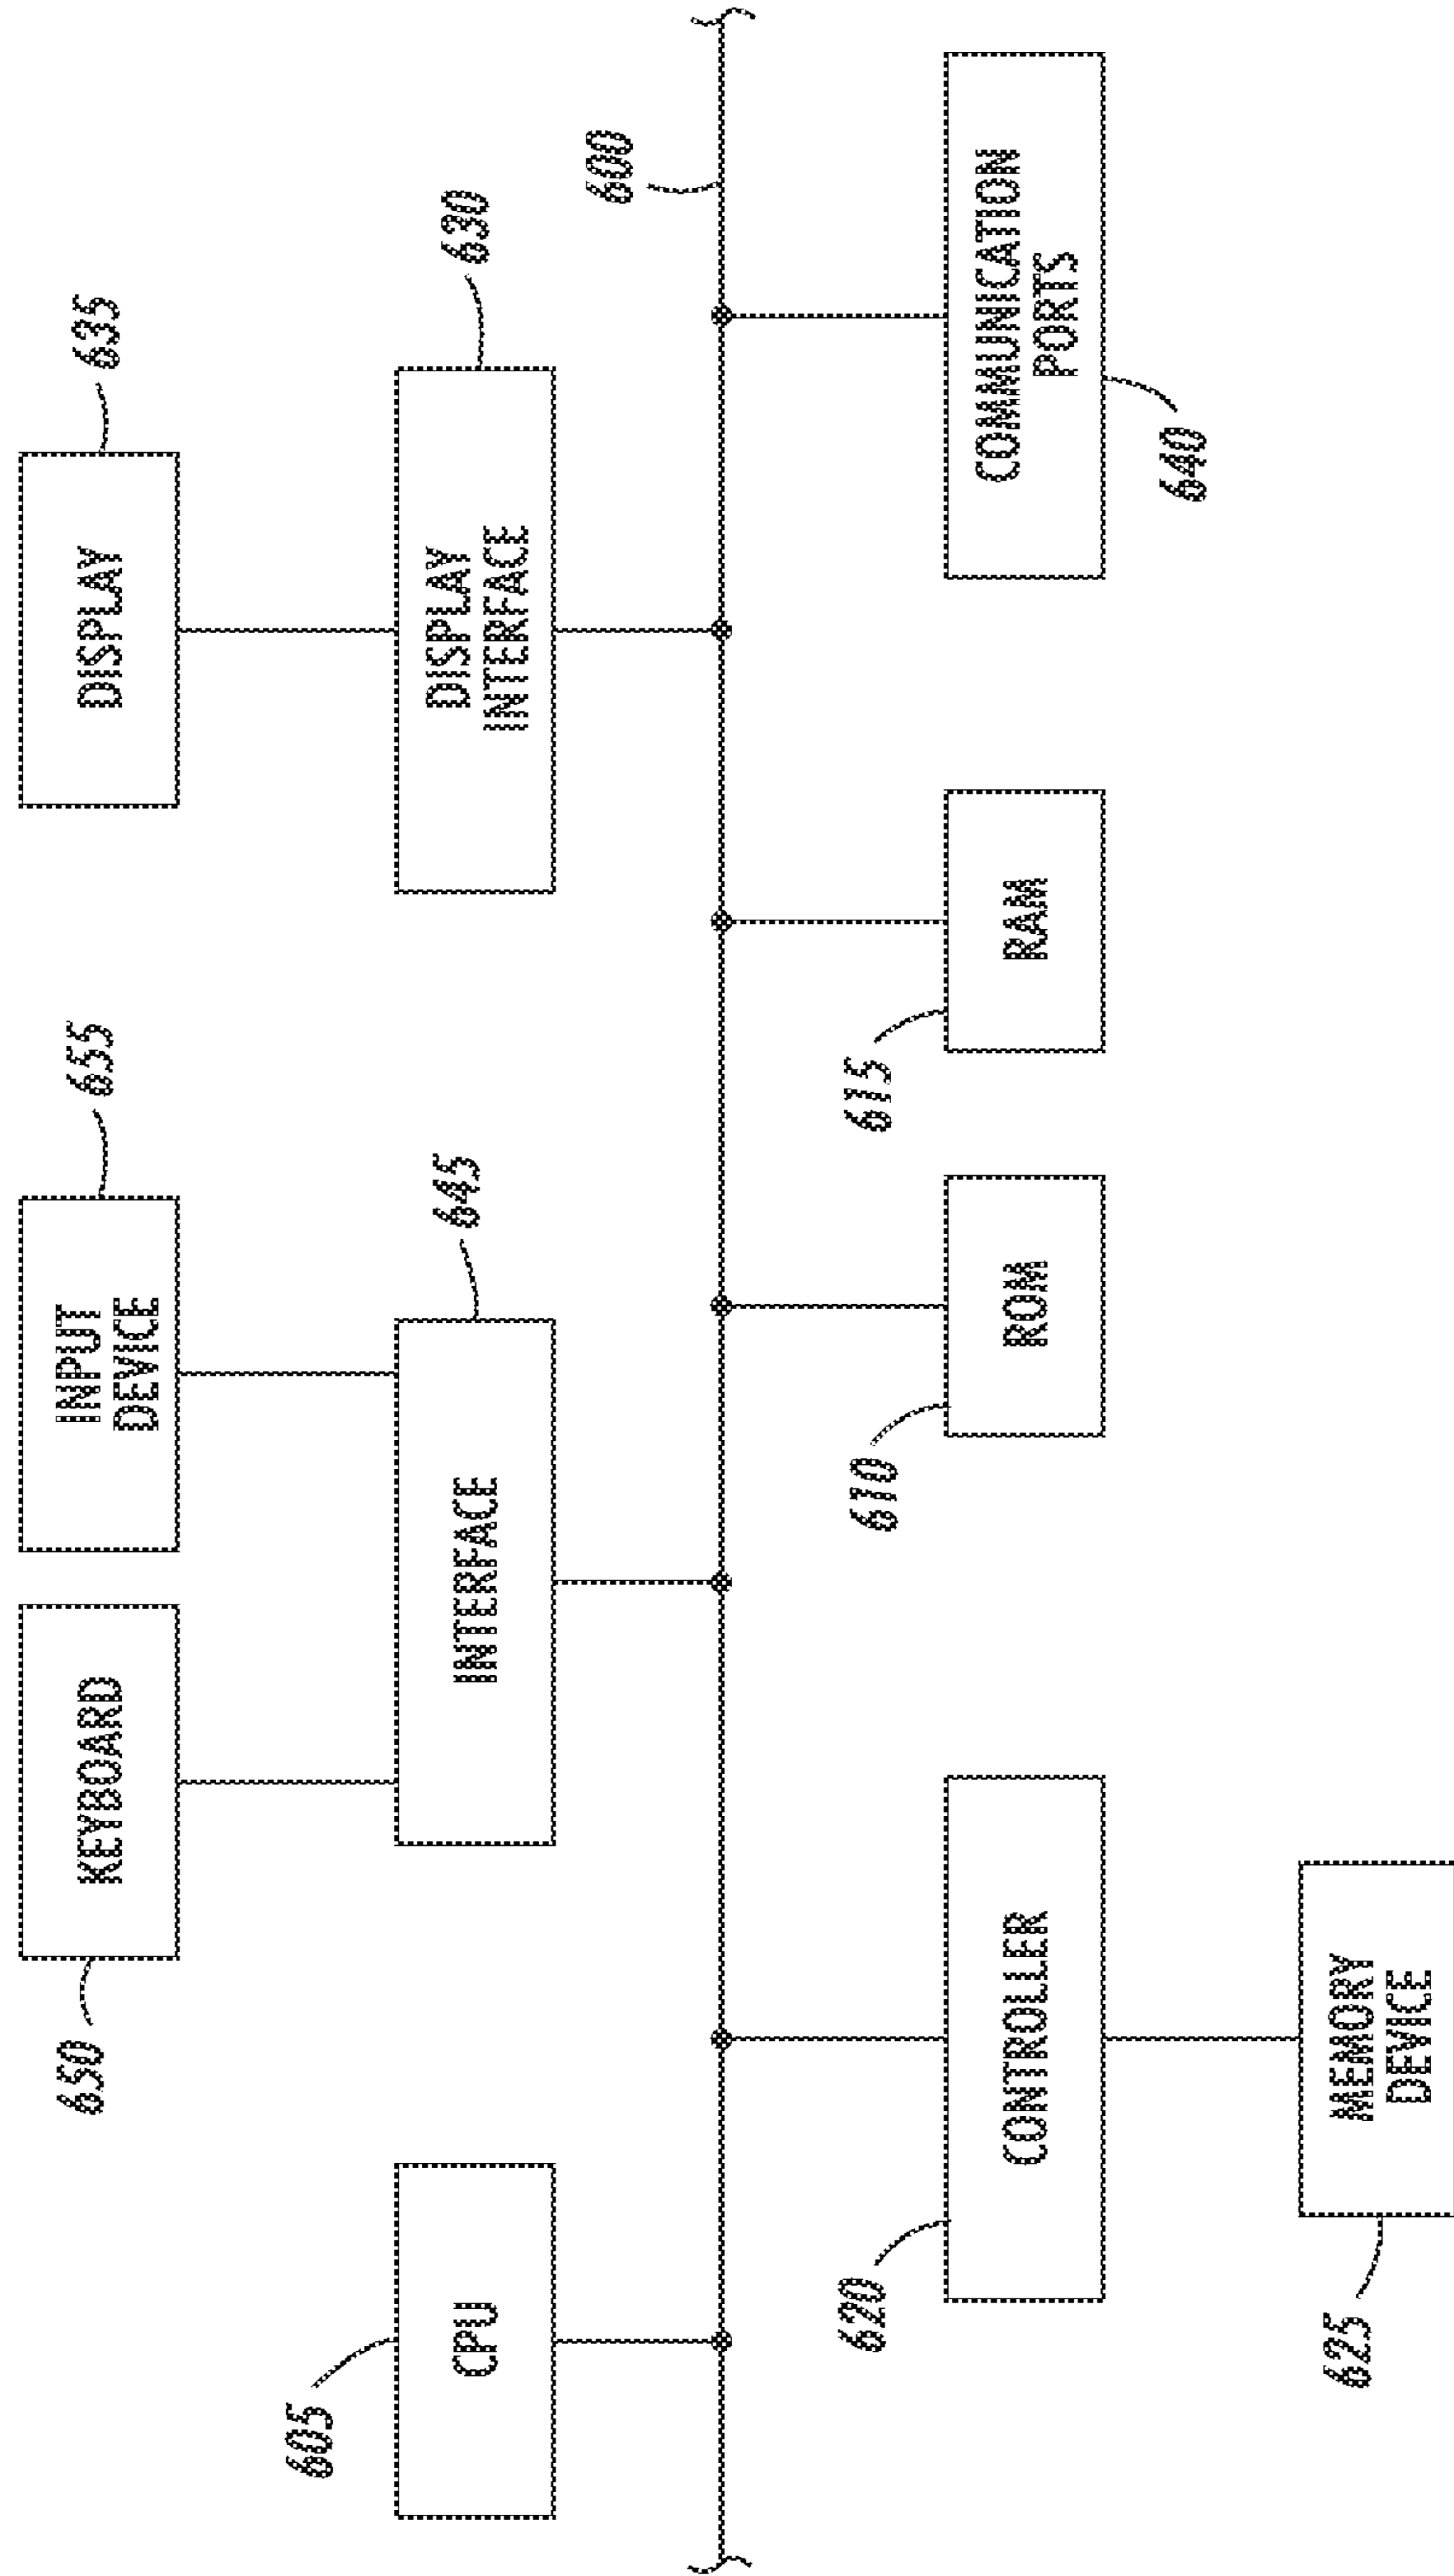 650
KEYBOARD
INPUT
DEVICE
655
DISPLAY
635
605
CPU
INTERFACE
645
DISPLAY
INTERFACE
630
600
620
CONTROLLER
610
ROM
615
RAM
COMMUNICATION
PORTS
640
625
MEMORY
DEVICE